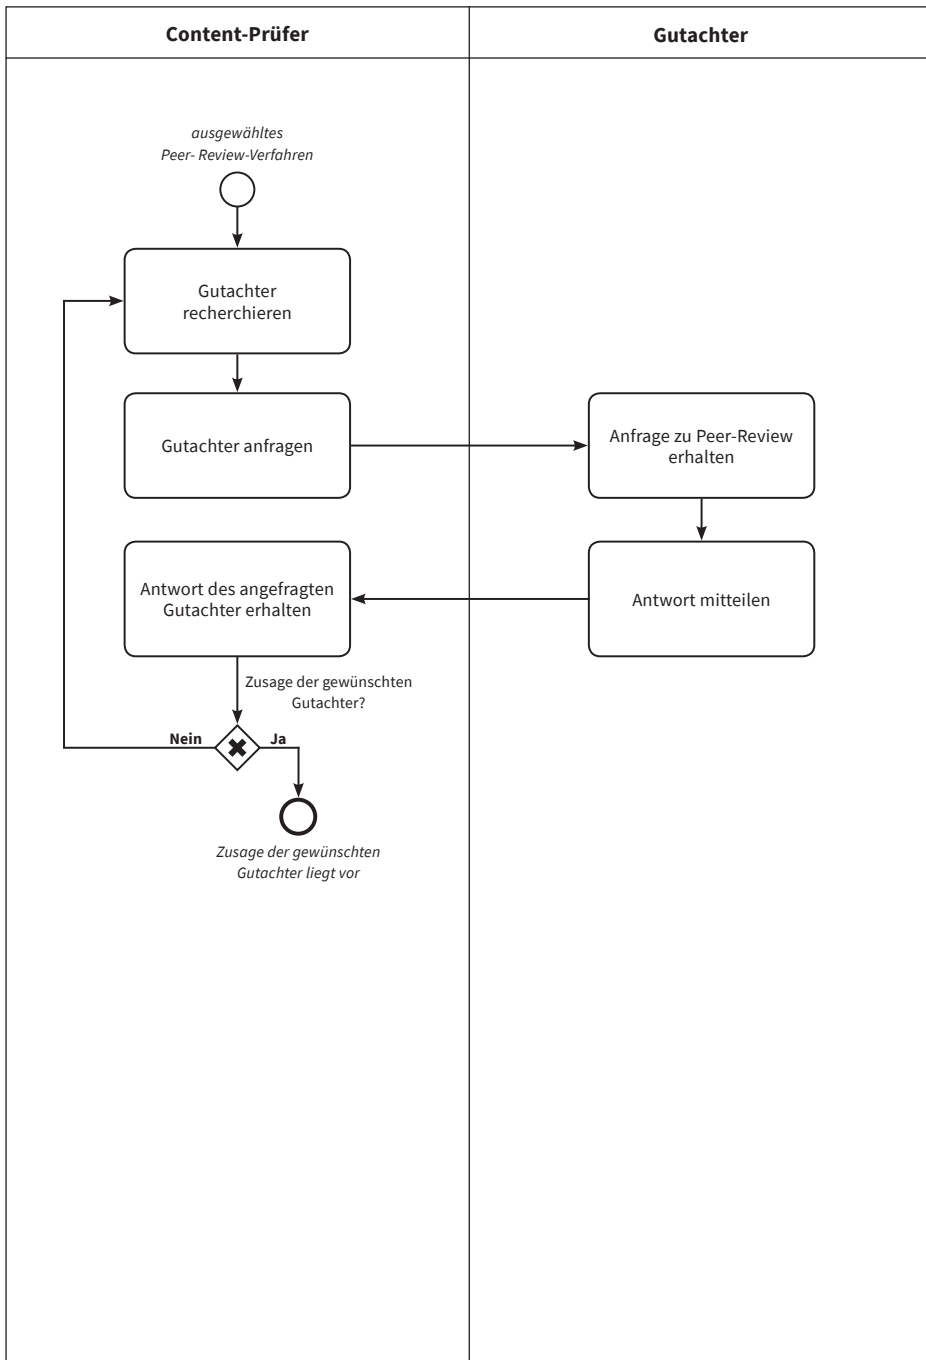 Content-Prüfer
Gutachter
ausgewähltes
Peer- Review-Verfahren
Gutachter
recherchieren
Gutachter anfragen
Anfrage zu Peer-Review
erhalten
Antwort des angefragten
Gutachter erhalten
Antwort mitteilen
Zusage der gewünschten
Gutachter?
Nein
Ja
Zusage der gewünschten
Gutachter liegt vor